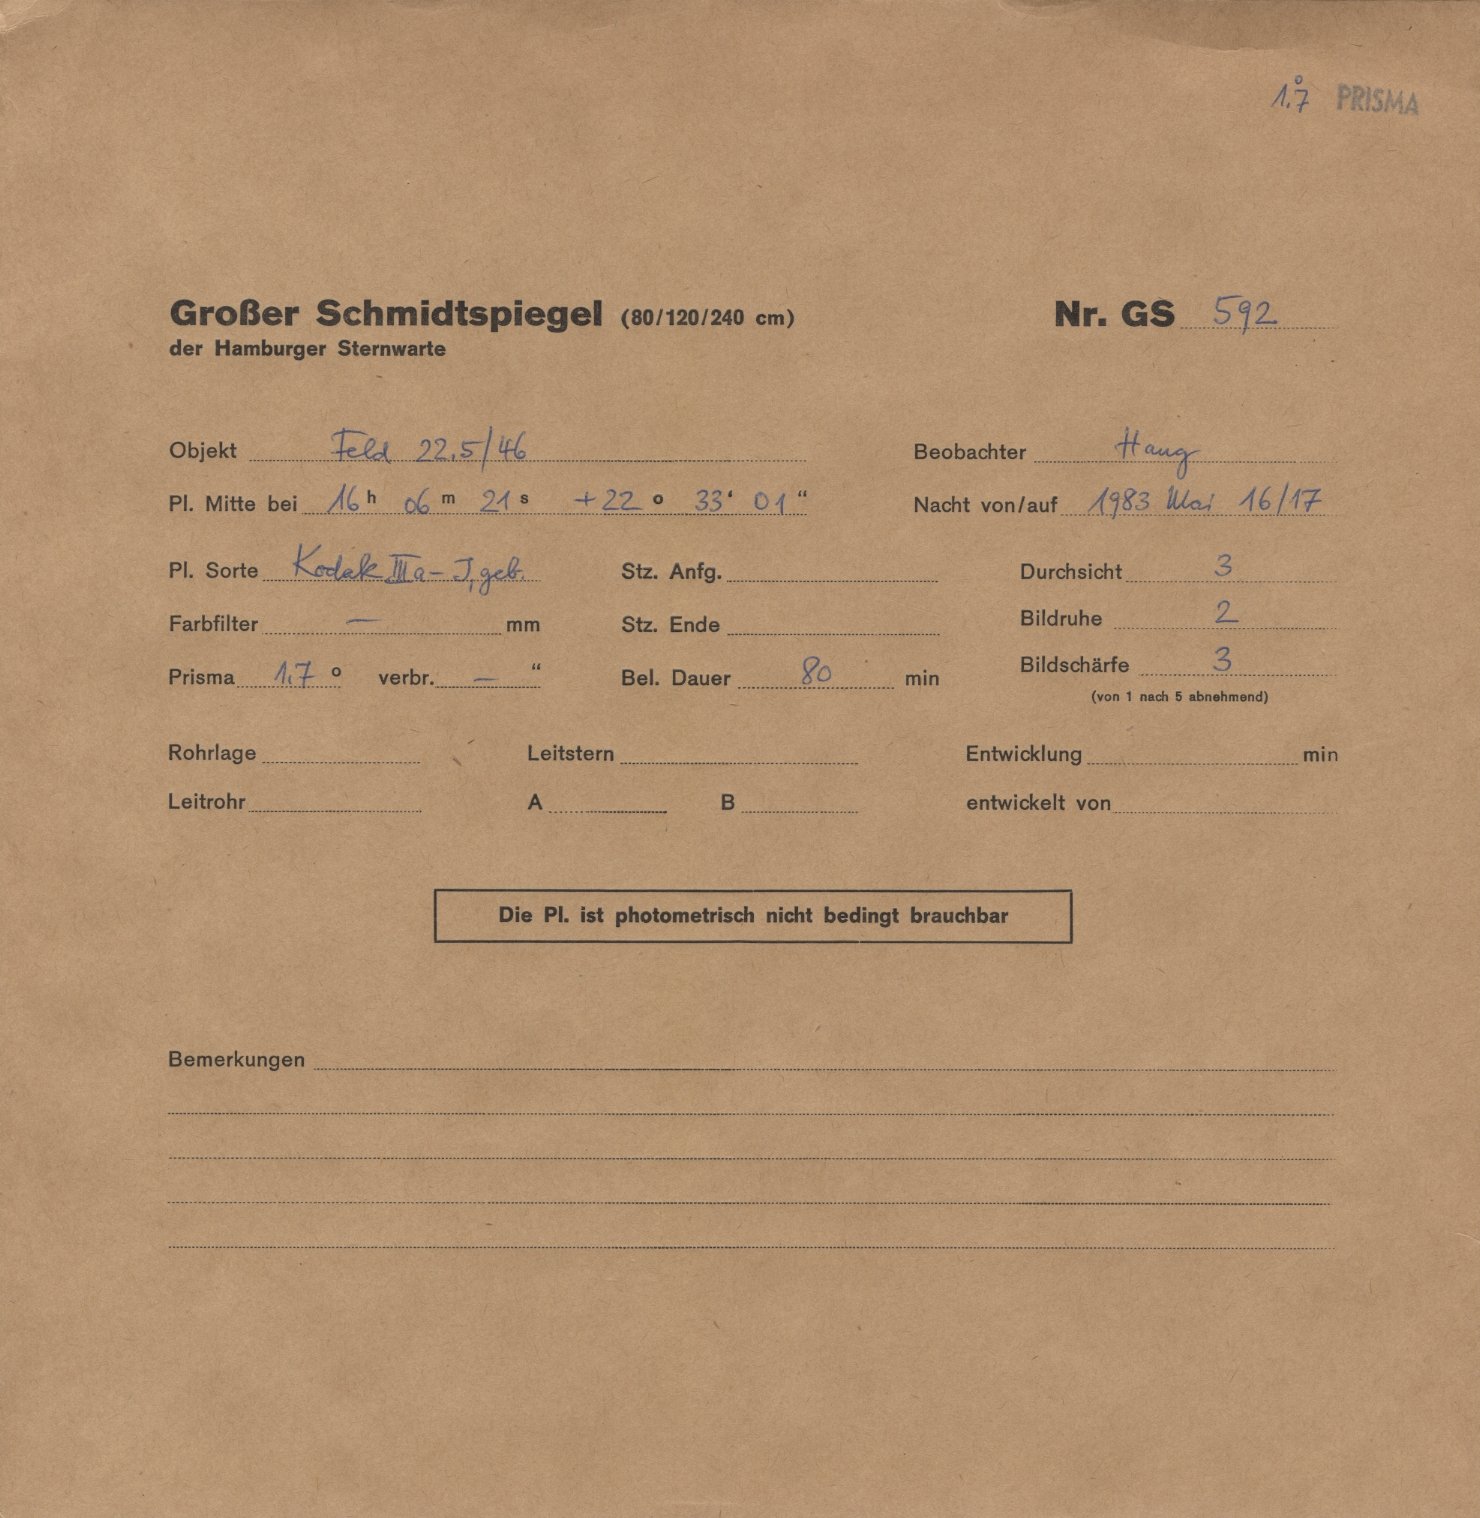 1.°7 PRISMA
Großer Schmidtspiegel (80/120/240 cm) Nr. GS 592
der Hamburger Sternwarte
Objekt Feld 22.5/46 Beobachter Haug
Pl. Mitte bei 16 h 06 m 21 s +22 ° 33‘ 01“ Nacht von/auf 1983 Mai 16/17
Pl. Sorte Kodak IIIa-J, geb. Stz. Anfg. Durchsicht 3
Farbfilter — mm Stz. Ende Bildruhe 2
Prisma 1.7 ° verbr. — “ Bel. Dauer 80 min Bildschärfe 3
(von 1 nach 5 abnehmend)
Rohrlage Leitstern Entwicklung min
Leitrohr A B entwickelt von
Die Pl. ist photometrisch nicht bedingt brauchbar
Bemerkungen